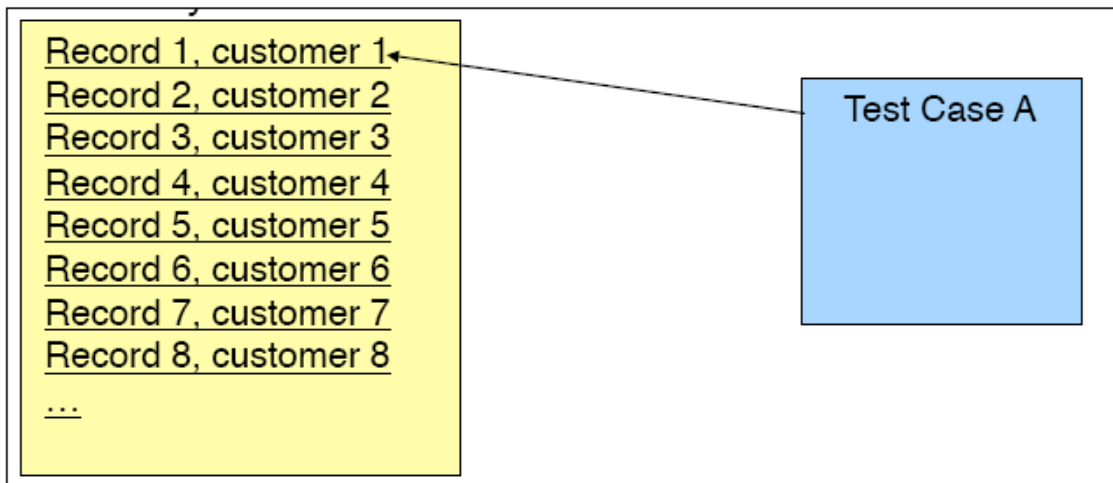 Record 1, customer 1
Record 2, customer 2
Record 3, customer 3
Record 4, customer 4
Record 5, customer 5
Record 6, customer 6
Record 7, customer 7
Record 8, customer 8
...
Test Case A